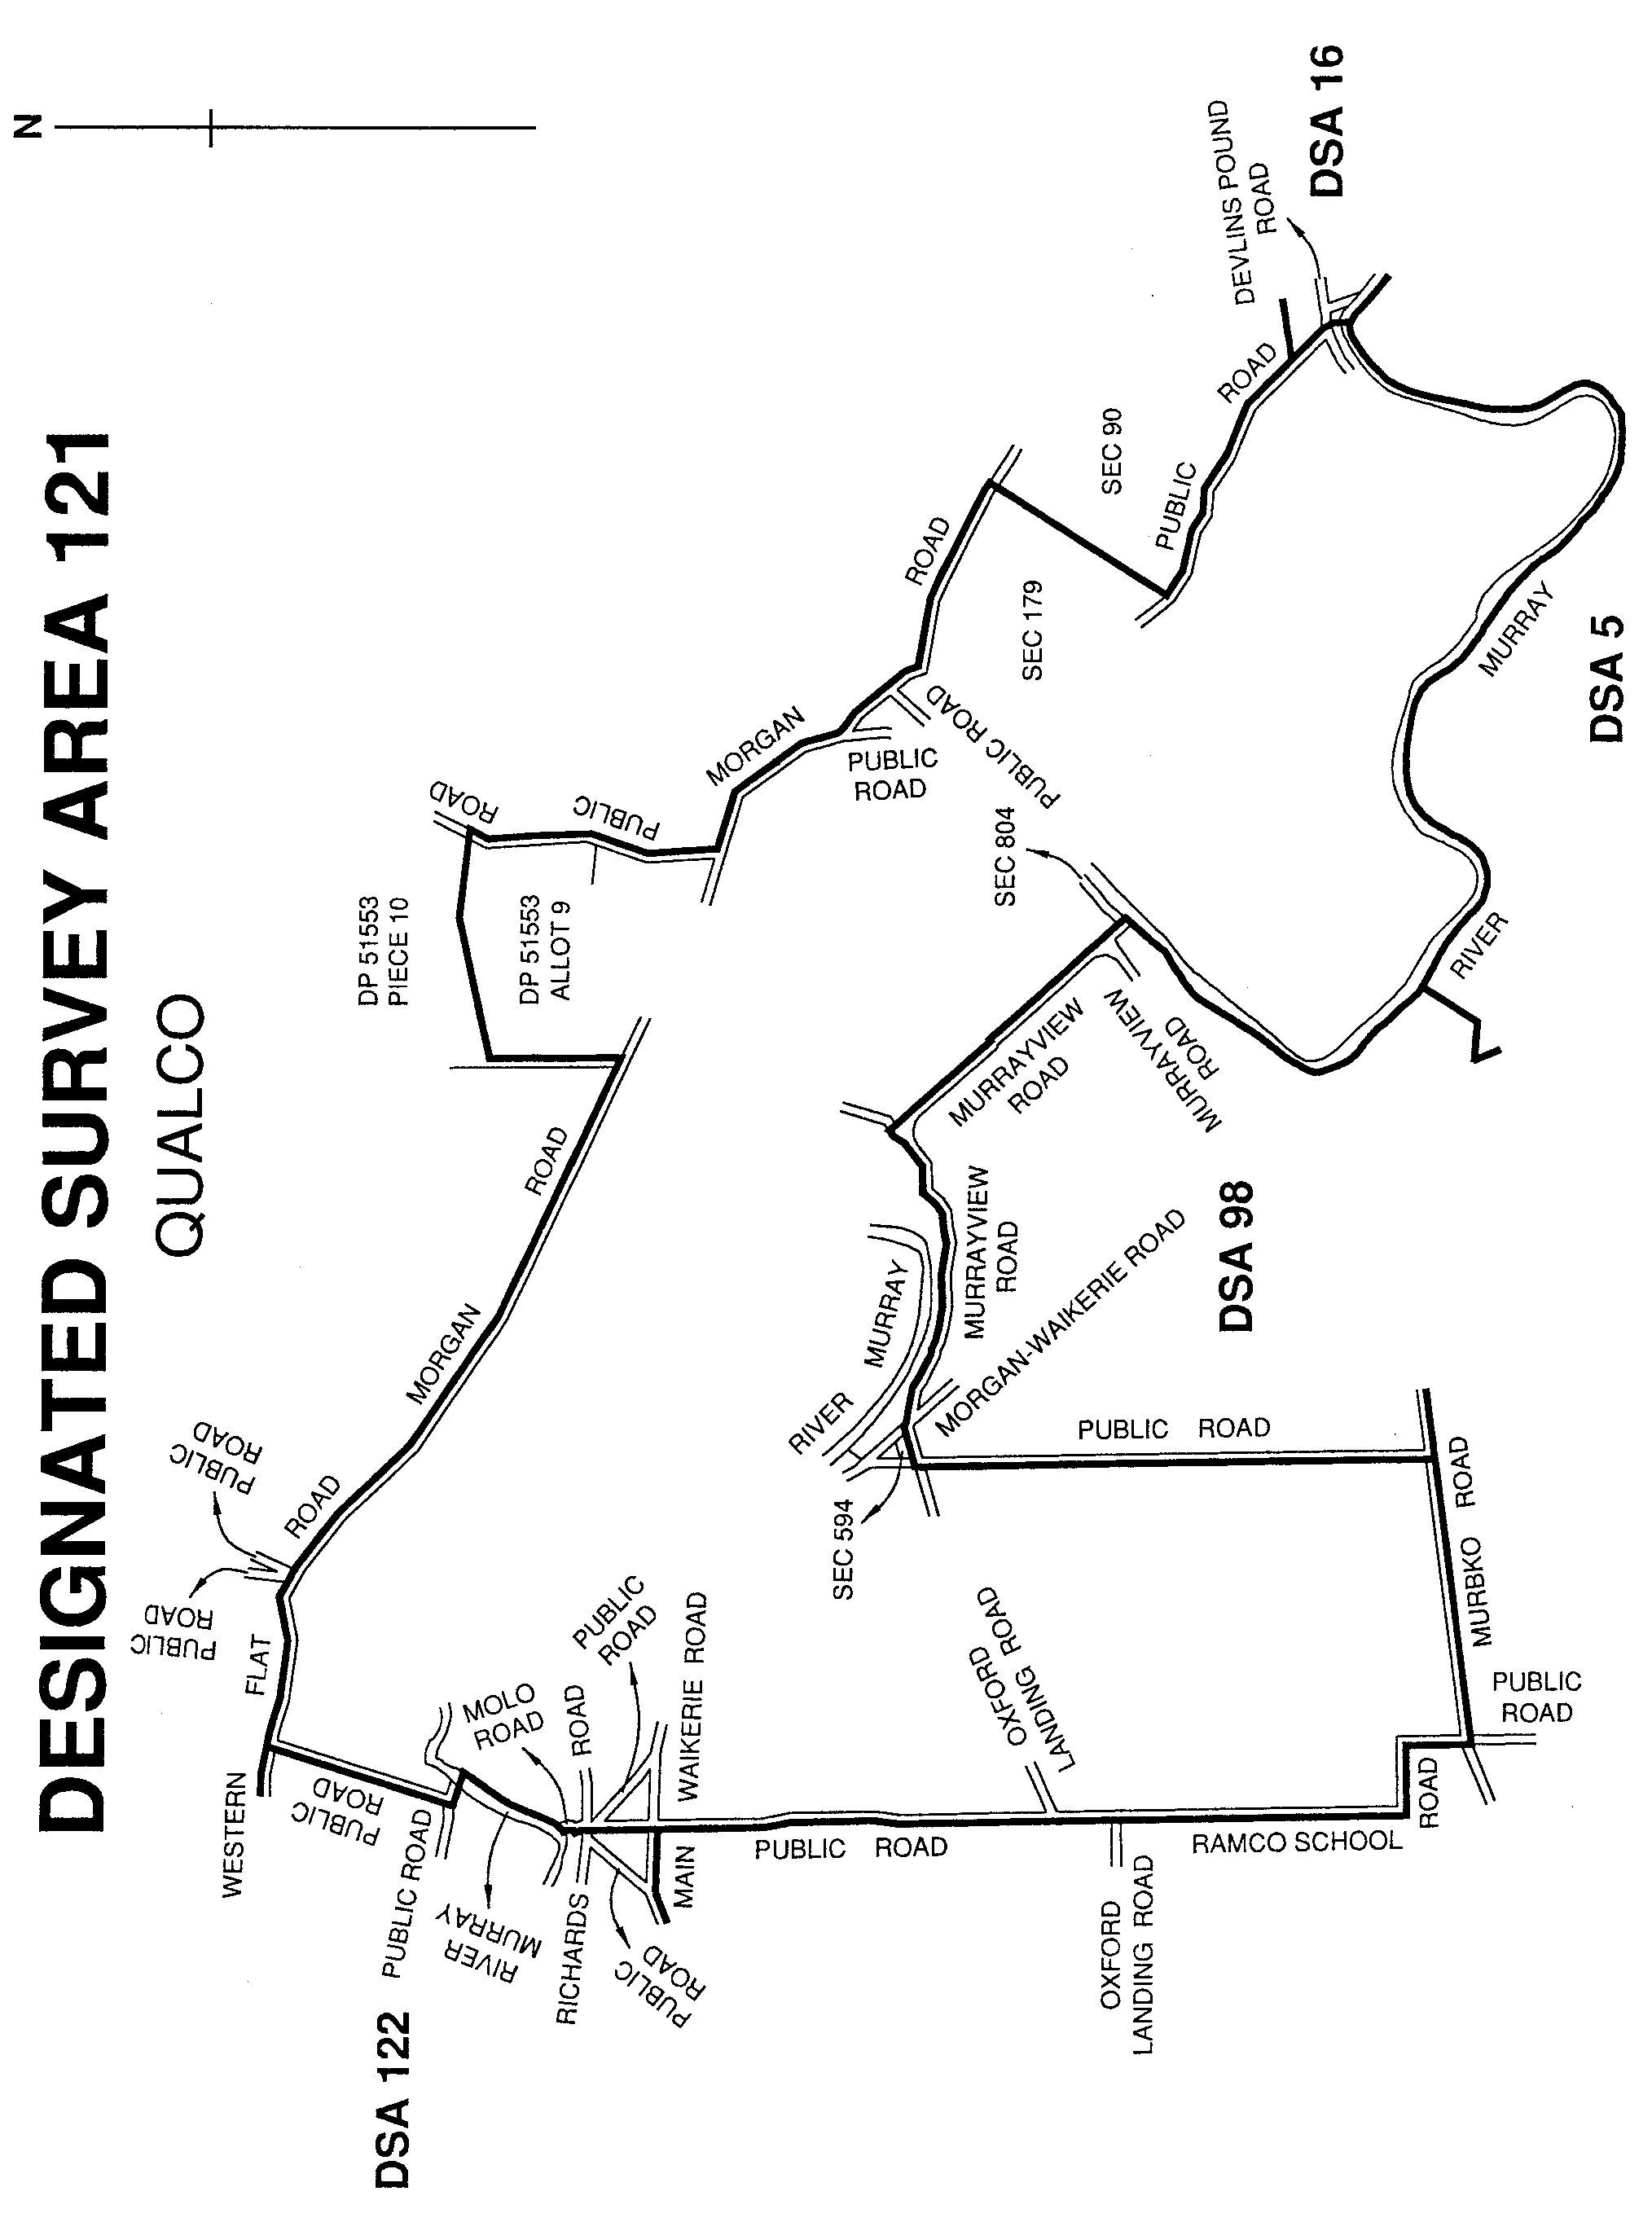 DESIGNATED SURVEY AREA 121
QUALCO
N
WESTERN
FLAT
ROAD
MORGAN
ROAD
PUBLIC
ROAD
PUBLIC
ROAD
PUBLIC
ROAD
DP 51553
PIECE 10
DP 51553
ALLOT 9
ROAD
PUBLIC
MORGAN
ROAD
PUBLIC
ROAD
PUBLIC ROAD
SEC 179
SEC 90
PUBLIC
ROAD
DEVLINS POUND
ROAD
DSA 16
DSA 122
PUBLIC ROAD
RIVER
MURRAY
MOLO
ROAD
RICHARDS
ROAD
PUBLIC
ROAD
PUBLIC
ROAD
MAIN
WAIKERIE ROAD
PUBLIC ROAD
RIVER
MURRAY
SEC 594
MURRAYVIEW
ROAD
MORGAN-WAIKERIE ROAD
MURRAYVIEW
ROAD
MURRAYVIEW
ROAD
SEC 804
OXFORD
LANDING ROAD
OXFORD
LANDING ROAD
PUBLIC ROAD
DSA 98
RAMCO SCHOOL
ROAD
MURBKO
ROAD
PUBLIC
ROAD
RIVER
MURRAY
DSA 5